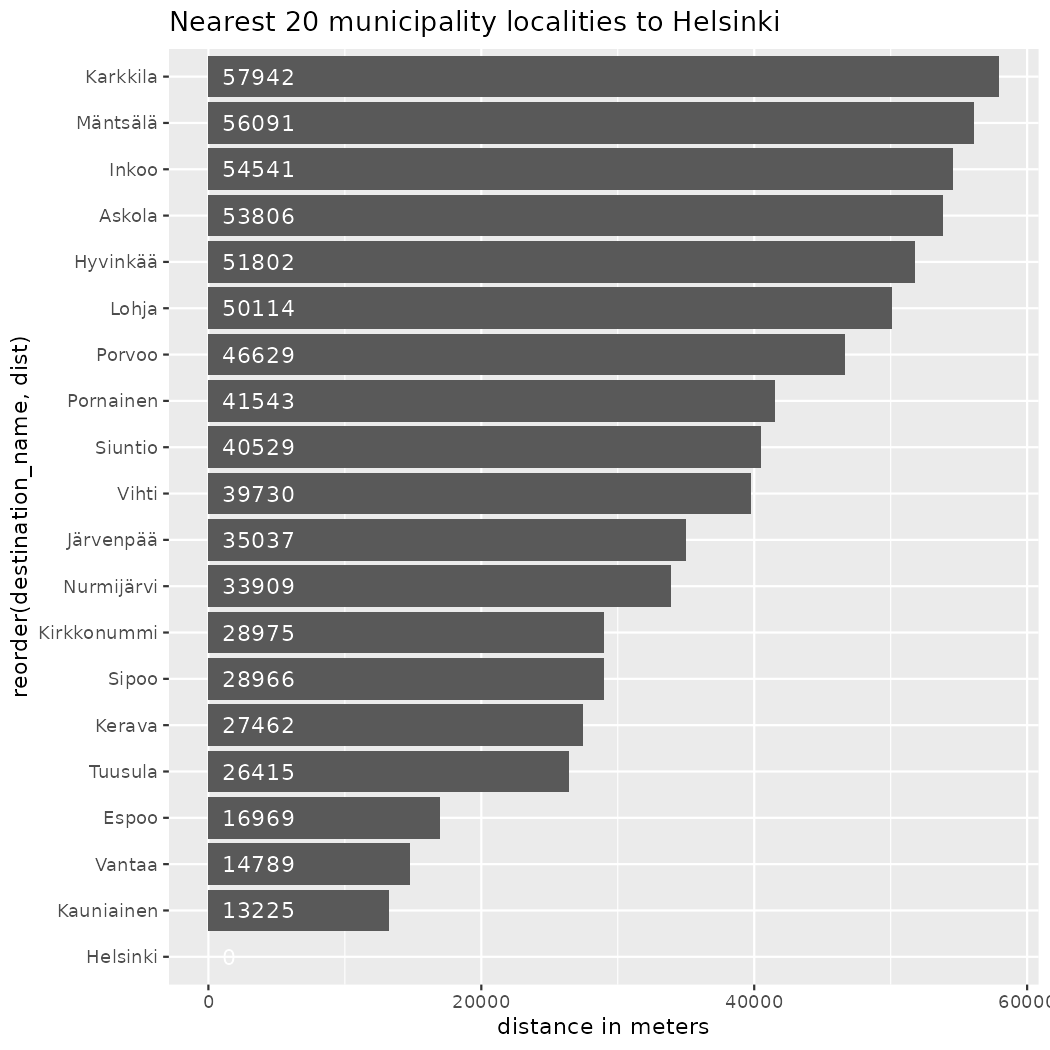 Nearest 20 municipality localities to Helsinki
reorder(destination_name, dist)
Karkkila 57942
Mäntsälä 56091
Inkoo 54541
Askola 53806
Hyvinkää 51802
Lohja 50114
Porvoo 46629
Pornainen 41543
Siuntio 40529
Vihti 39730
Järvenpää 35037
Nurmijärvi 33909
Kirkkonummi 28975
Sipoo 28966
Kerava 27462
Tuusula 26415
Espoo 16969
Vantaa 14789
Kauniainen 13225
Helsinki 0
0 20000 40000 60000
distance in meters